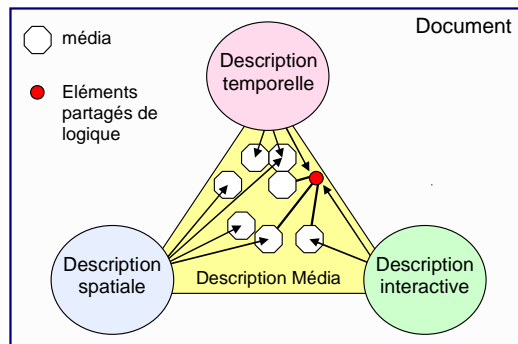 Document
média
Eléments
partagés de
logique
Description
temporelle
Description
spatiale
Description Média
Description
interactive